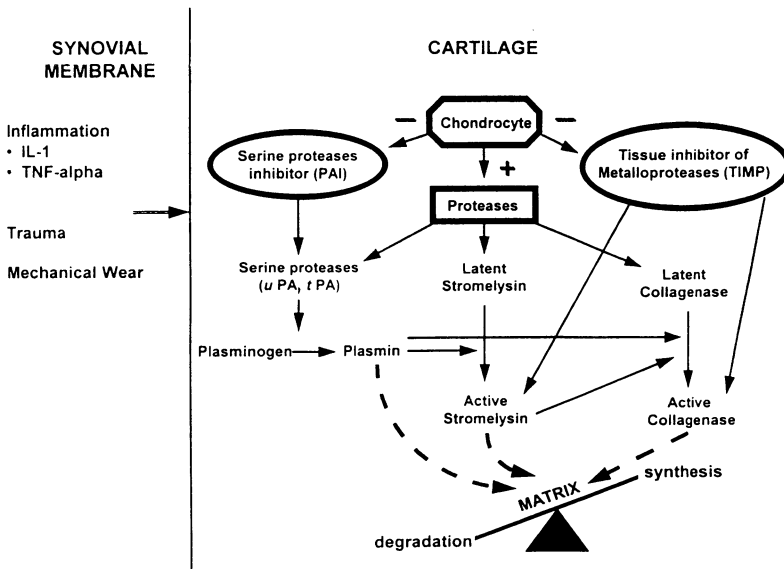 SYNOVIAL
MEMBRANE
Inflammation
• IL-1
• TNF-alpha
Trauma
Mechanical Wear
CARTILAGE
– Chondrocyte –
Serine proteases
inhibitor (PAI)
+
Tissue inhibitor of
Metalloproteases (TIMP)
Proteases
Serine proteases
(u PA, t PA)
Latent
Stromelysin
Latent
Collagenase
Plasminogen
Plasmin
Active
Stromelysin
Active
Collagenase
MATRIX
synthesis
degradation